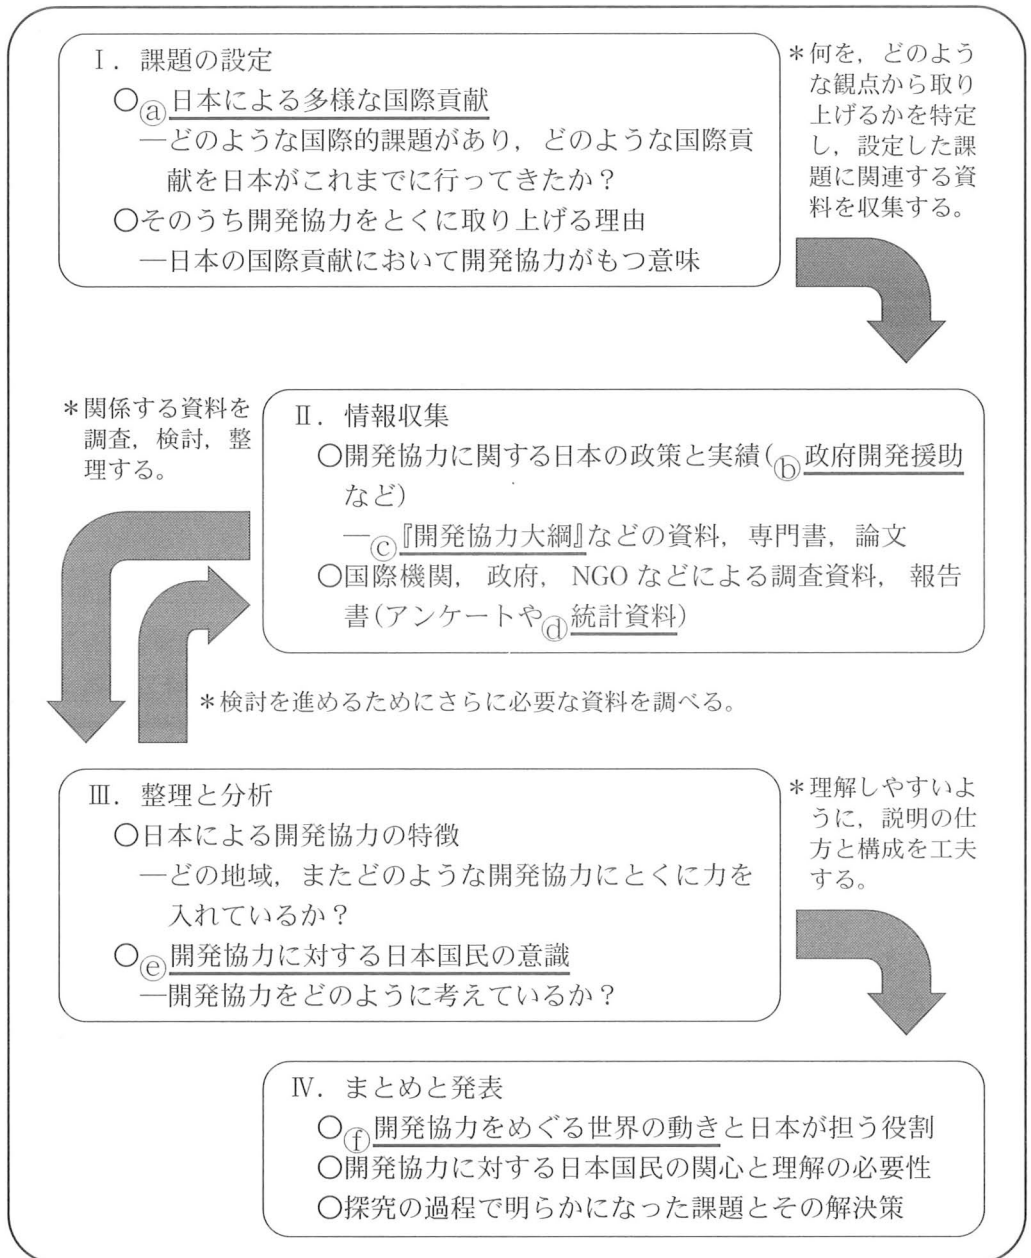 Ⅰ．課題の設定
○ⓐ日本による多様な国際貢献
―どのような国際的課題があり，どのような国際貢
献を日本がこれまでに行ってきたか？
○そのうち開発協力をとくに取り上げる理由
―日本の国際貢献において開発協力がもつ意味
＊何を，どのよう
な観点から取り
上げるかを特定
し，設定した課
題に関連する資
料を収集する。
＊関係する資料を
調査，検討，整
理する。
Ⅱ．情報収集
○開発協力に関する日本の政策と実績(ⓑ政府開発援助
など)
―ⓒ『開発協力大綱』などの資料，専門書，論文
○国際機関，政府，NGO などによる調査資料，報告
書(アンケートやⓓ統計資料)
＊検討を進めるためにさらに必要な資料を調べる。
Ⅲ．整理と分析
○日本による開発協力の特徴
―どの地域，またどのような開発協力にとくに力を
入れているか？
○ⓔ開発協力に対する日本国民の意識
―開発協力をどのように考えているか？
＊理解しやすいよ
うに，説明の仕
方と構成を工夫
する。
Ⅳ．まとめと発表
○ⓕ開発協力をめぐる世界の動きと日本が担う役割
○開発協力に対する日本国民の関心と理解の必要性
○探究の過程で明らかになった課題とその解決策